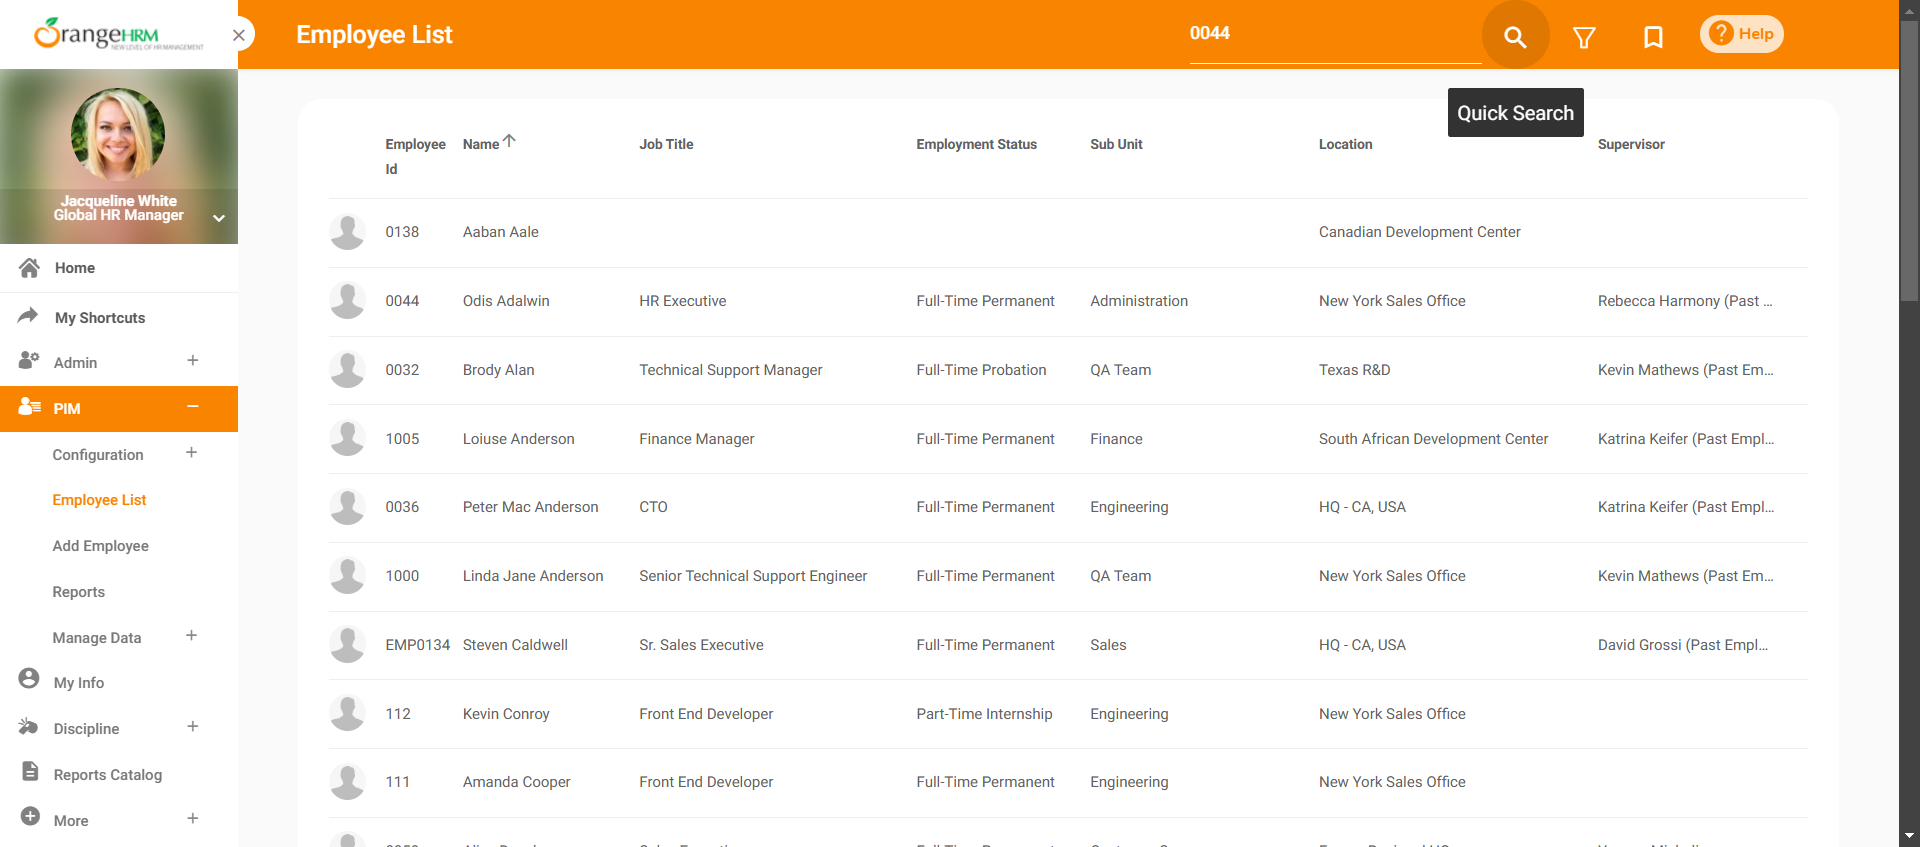 OrangeHRM
NEW LEVEL OF HR MANAGEMENT
Employee List
0044
Help
Quick Search
Jacqueline White
Global HR Manager
Home
My Shortcuts
Admin
PIM
Configuration
Employee List
Add Employee
Reports
Manage Data
My Info
Discipline
Reports Catalog
More
Employee Id Name Job Title Employment Status Sub Unit Location Supervisor
0138 Aaban Aale Canadian Development Center
0044 Odis Adalwin HR Executive Full-Time Permanent Administration New York Sales Office Rebecca Harmony (Past ...
0032 Brody Alan Technical Support Manager Full-Time Probation QA Team Texas R&D Kevin Mathews (Past Em...
1005 Loiuse Anderson Finance Manager Full-Time Permanent Finance South African Development Center Katrina Keifer (Past Empl...
0036 Peter Mac Anderson CTO Full-Time Permanent Engineering HQ - CA, USA Katrina Keifer (Past Empl...
1000 Linda Jane Anderson Senior Technical Support Engineer Full-Time Permanent QA Team New York Sales Office Kevin Mathews (Past Em...
EMP0134 Steven Caldwell Sr. Sales Executive Full-Time Permanent Sales HQ - CA, USA David Grossi (Past Empl...
112 Kevin Conroy Front End Developer Part-Time Internship Engineering New York Sales Office
111 Amanda Cooper Front End Developer Full-Time Permanent Engineering New York Sales Office